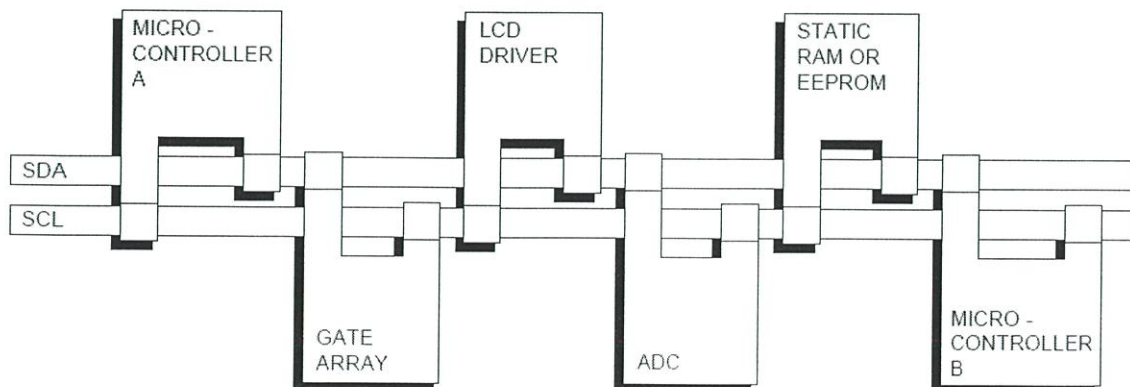 MICRO -
CONTROLLER
A
LCD
DRIVER
STATIC
RAM OR
EEPROM
SDA
SCL
GATE
ARRAY
ADC
MICRO -
CONTROLLER
B